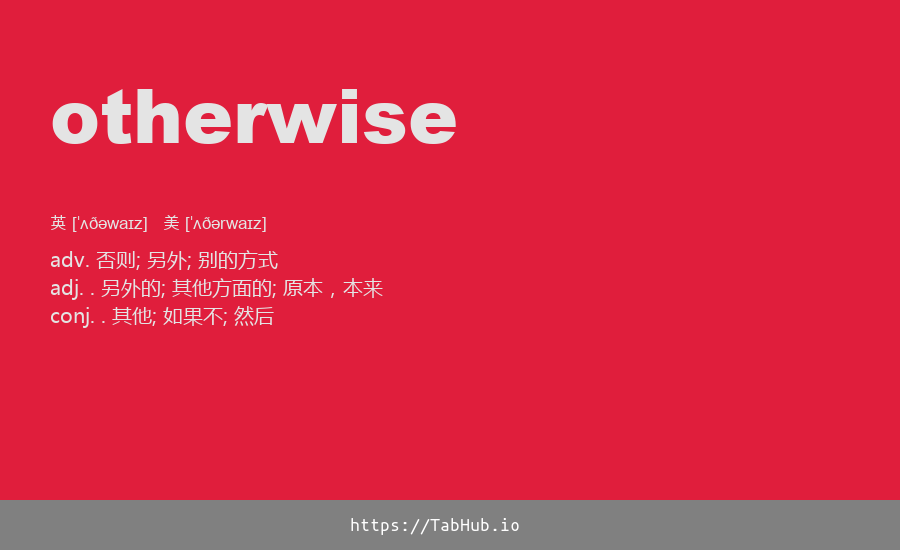 otherwise
英 [ˈʌðəwaɪz] 美 [ˈʌðərwaɪz]
adv. 否则; 另外; 别的方式
adj. . 另外的; 其他方面的; 原本，本来
conj. . 其他; 如果不; 然后
https://TabHub.io